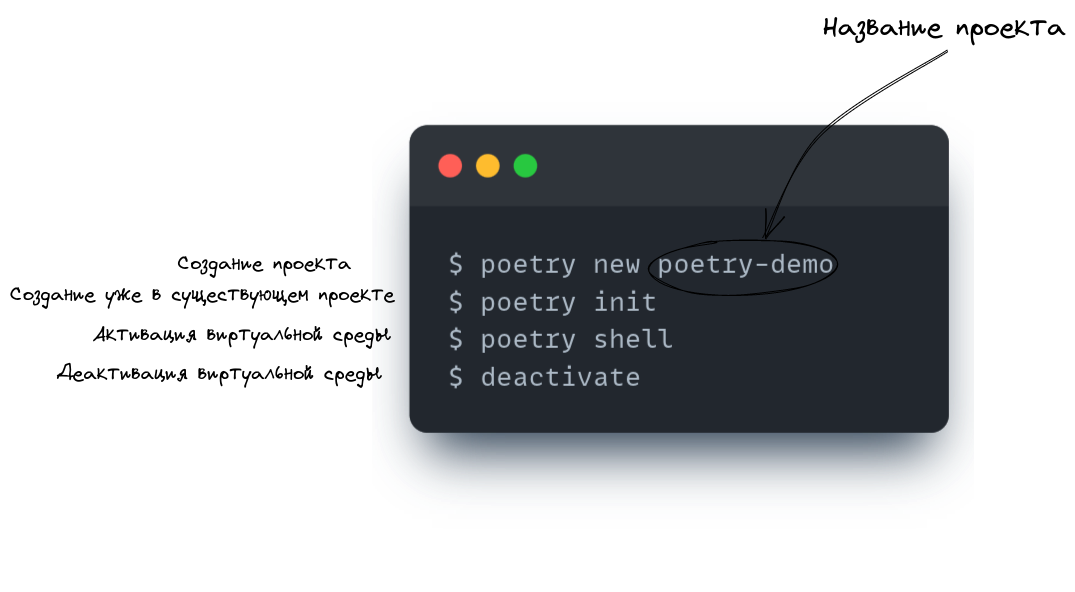 Название проекта
Создание проекта
$ poetry new poetry-demo
Создание уже в существующем проекте
$ poetry init
Активация виртуальной среды
$ poetry shell
Деактивация виртуальной среды
$ deactivate